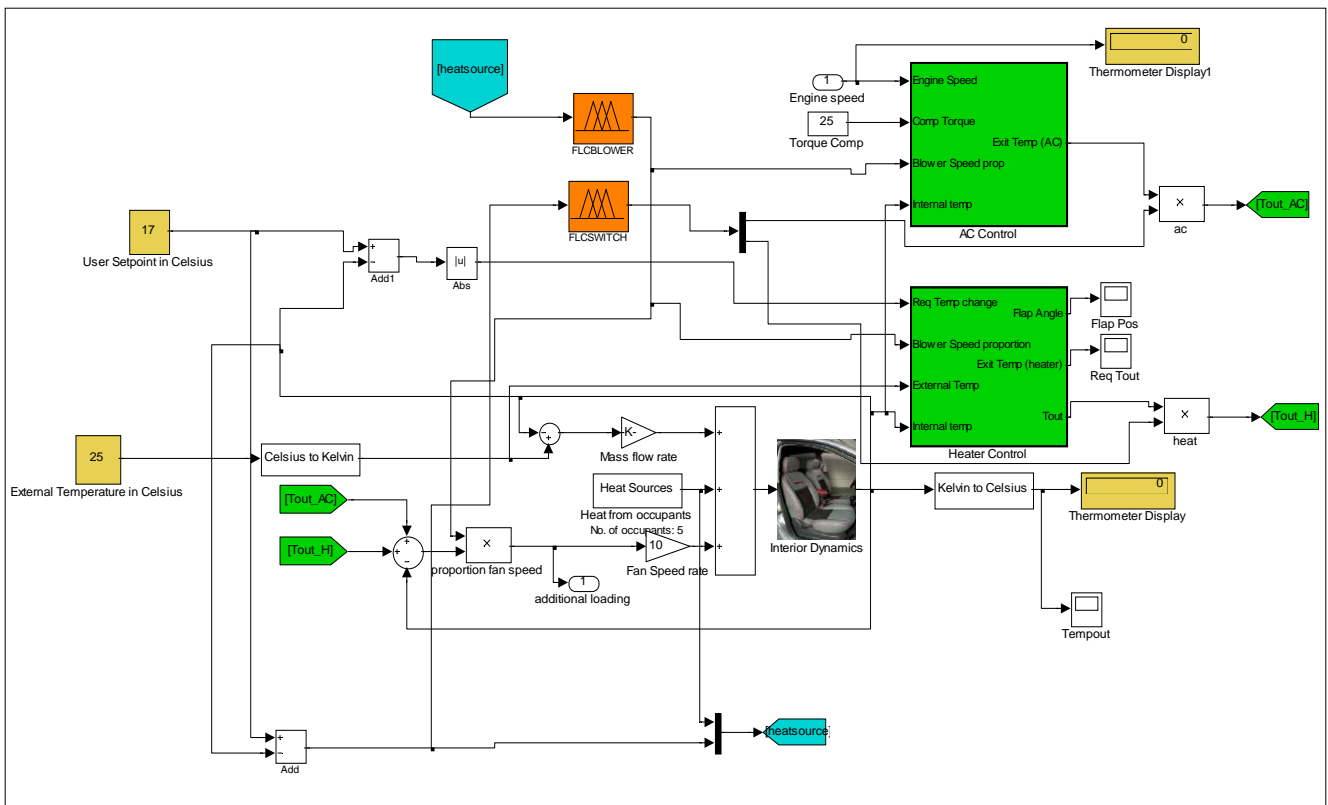 [heatsource]
0
Thermometer Display1
1
Engine speed
25
Torque Comp
Engine Speed
Comp Torque
Exit Temp (AC)
Blower Speed prop
Internal temp
AC Control
FLCBLOWER
FLCSWITCH
×
ac
[Tout_AC]
17
User Setpoint in Celsius
+
−
Add1
|u|
Abs
Req Temp change
Flap Angle
Blower Speed proportion
Exit Temp (heater)
External Temp
Tout
Internal temp
Heater Control
Flap Pos
Req Tout
×
heat
[Tout_H]
25
External Temperature in Celsius
Celsius to Kelvin
−
+
-K-
Mass flow rate
+
+
+
Heat Sources
Heat from occupants
No. of occupants: 5
Interior Dynamics
Kelvin to Celsius
0
Thermometer Display
[Tout_AC]
[Tout_H]
+
+
−
×
proportion fan speed
10
Fan Speed rate
1
additional loading
Tempout
+
−
Add
[heatsource]